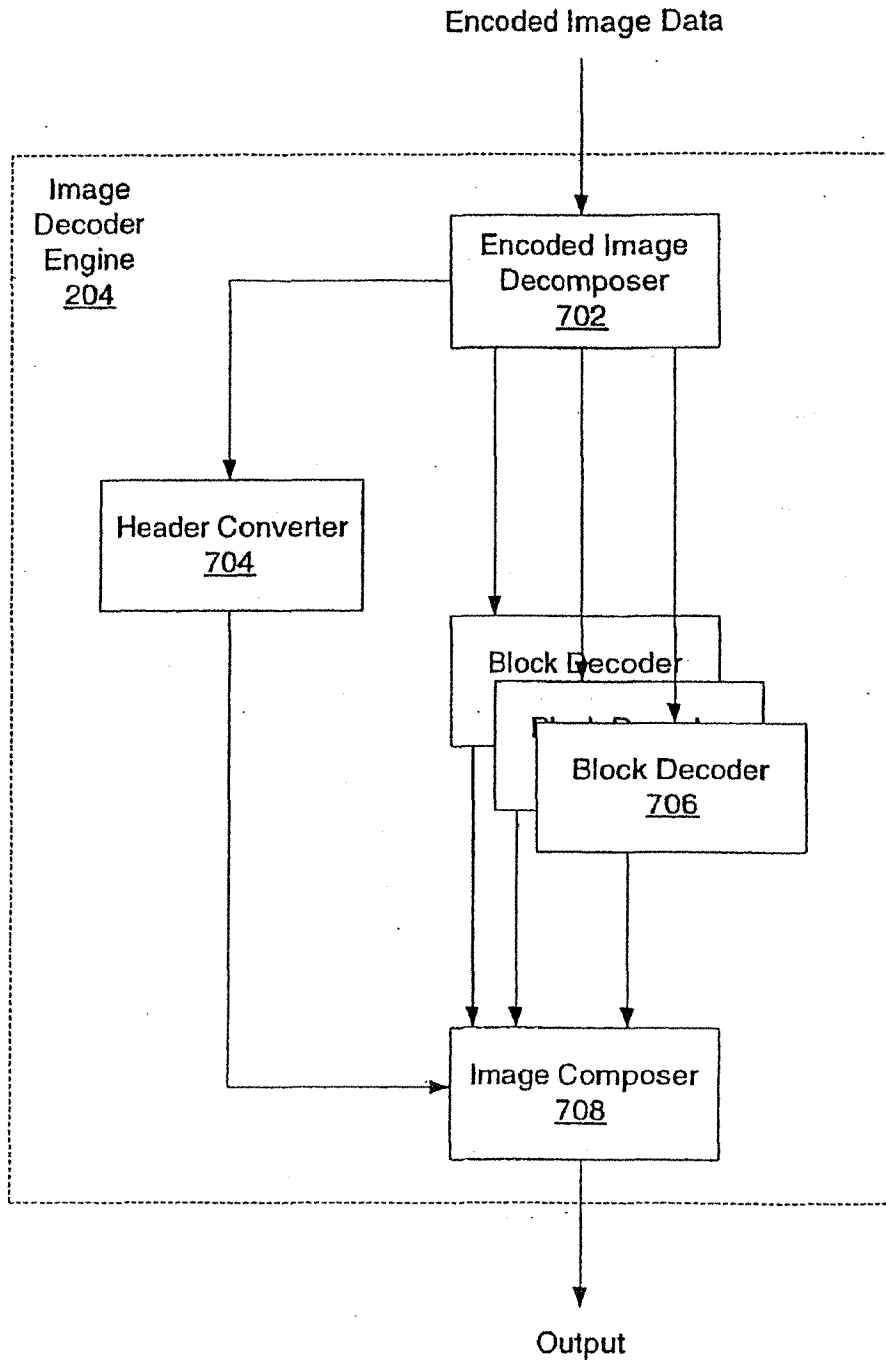 Encoded Image Data
Image
Decoder
Engine
204
Encoded Image
Decomposer
702
Header Converter
704
Block Decoder
Block Decoder
706
Image Composer
708
Output